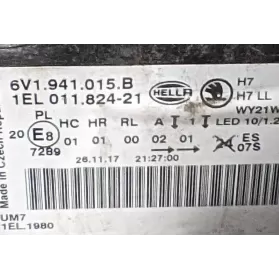 6V1.941.015.B HELLA H7
1EL 011.824-21 H7 LL
WY21W
PL HC HR RL A 1 LED 10/1.2
20 E8 01 01 00 02 01 ES
7289 07S
26.11.17 21:27:00
Made in Czech Repu
UM7
1EL.1980